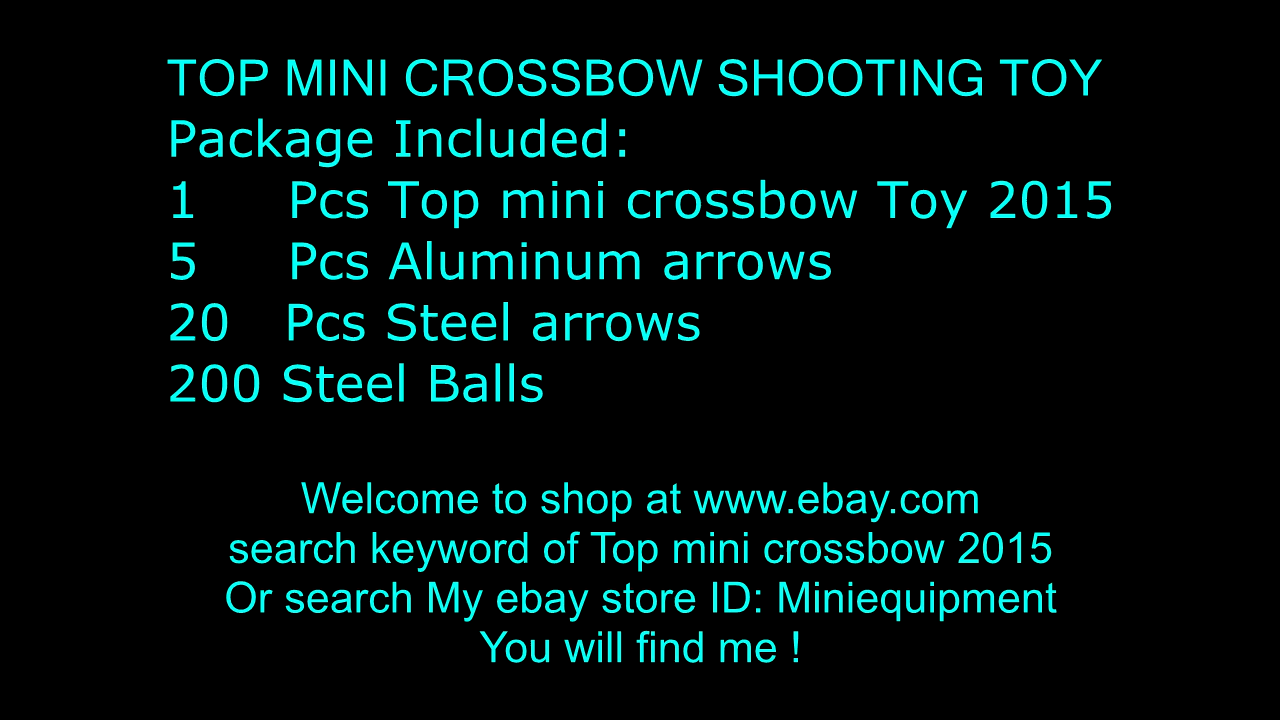 TOP MINI CROSSBOW SHOOTING TOY
Package Included:
1 Pcs Top mini crossbow Toy 2015
5 Pcs Aluminum arrows
20 Pcs Steel arrows
200 Steel Balls
Welcome to shop at www.ebay.com
search keyword of Top mini crossbow 2015
Or search My ebay store ID: Miniequipment
You will find me !